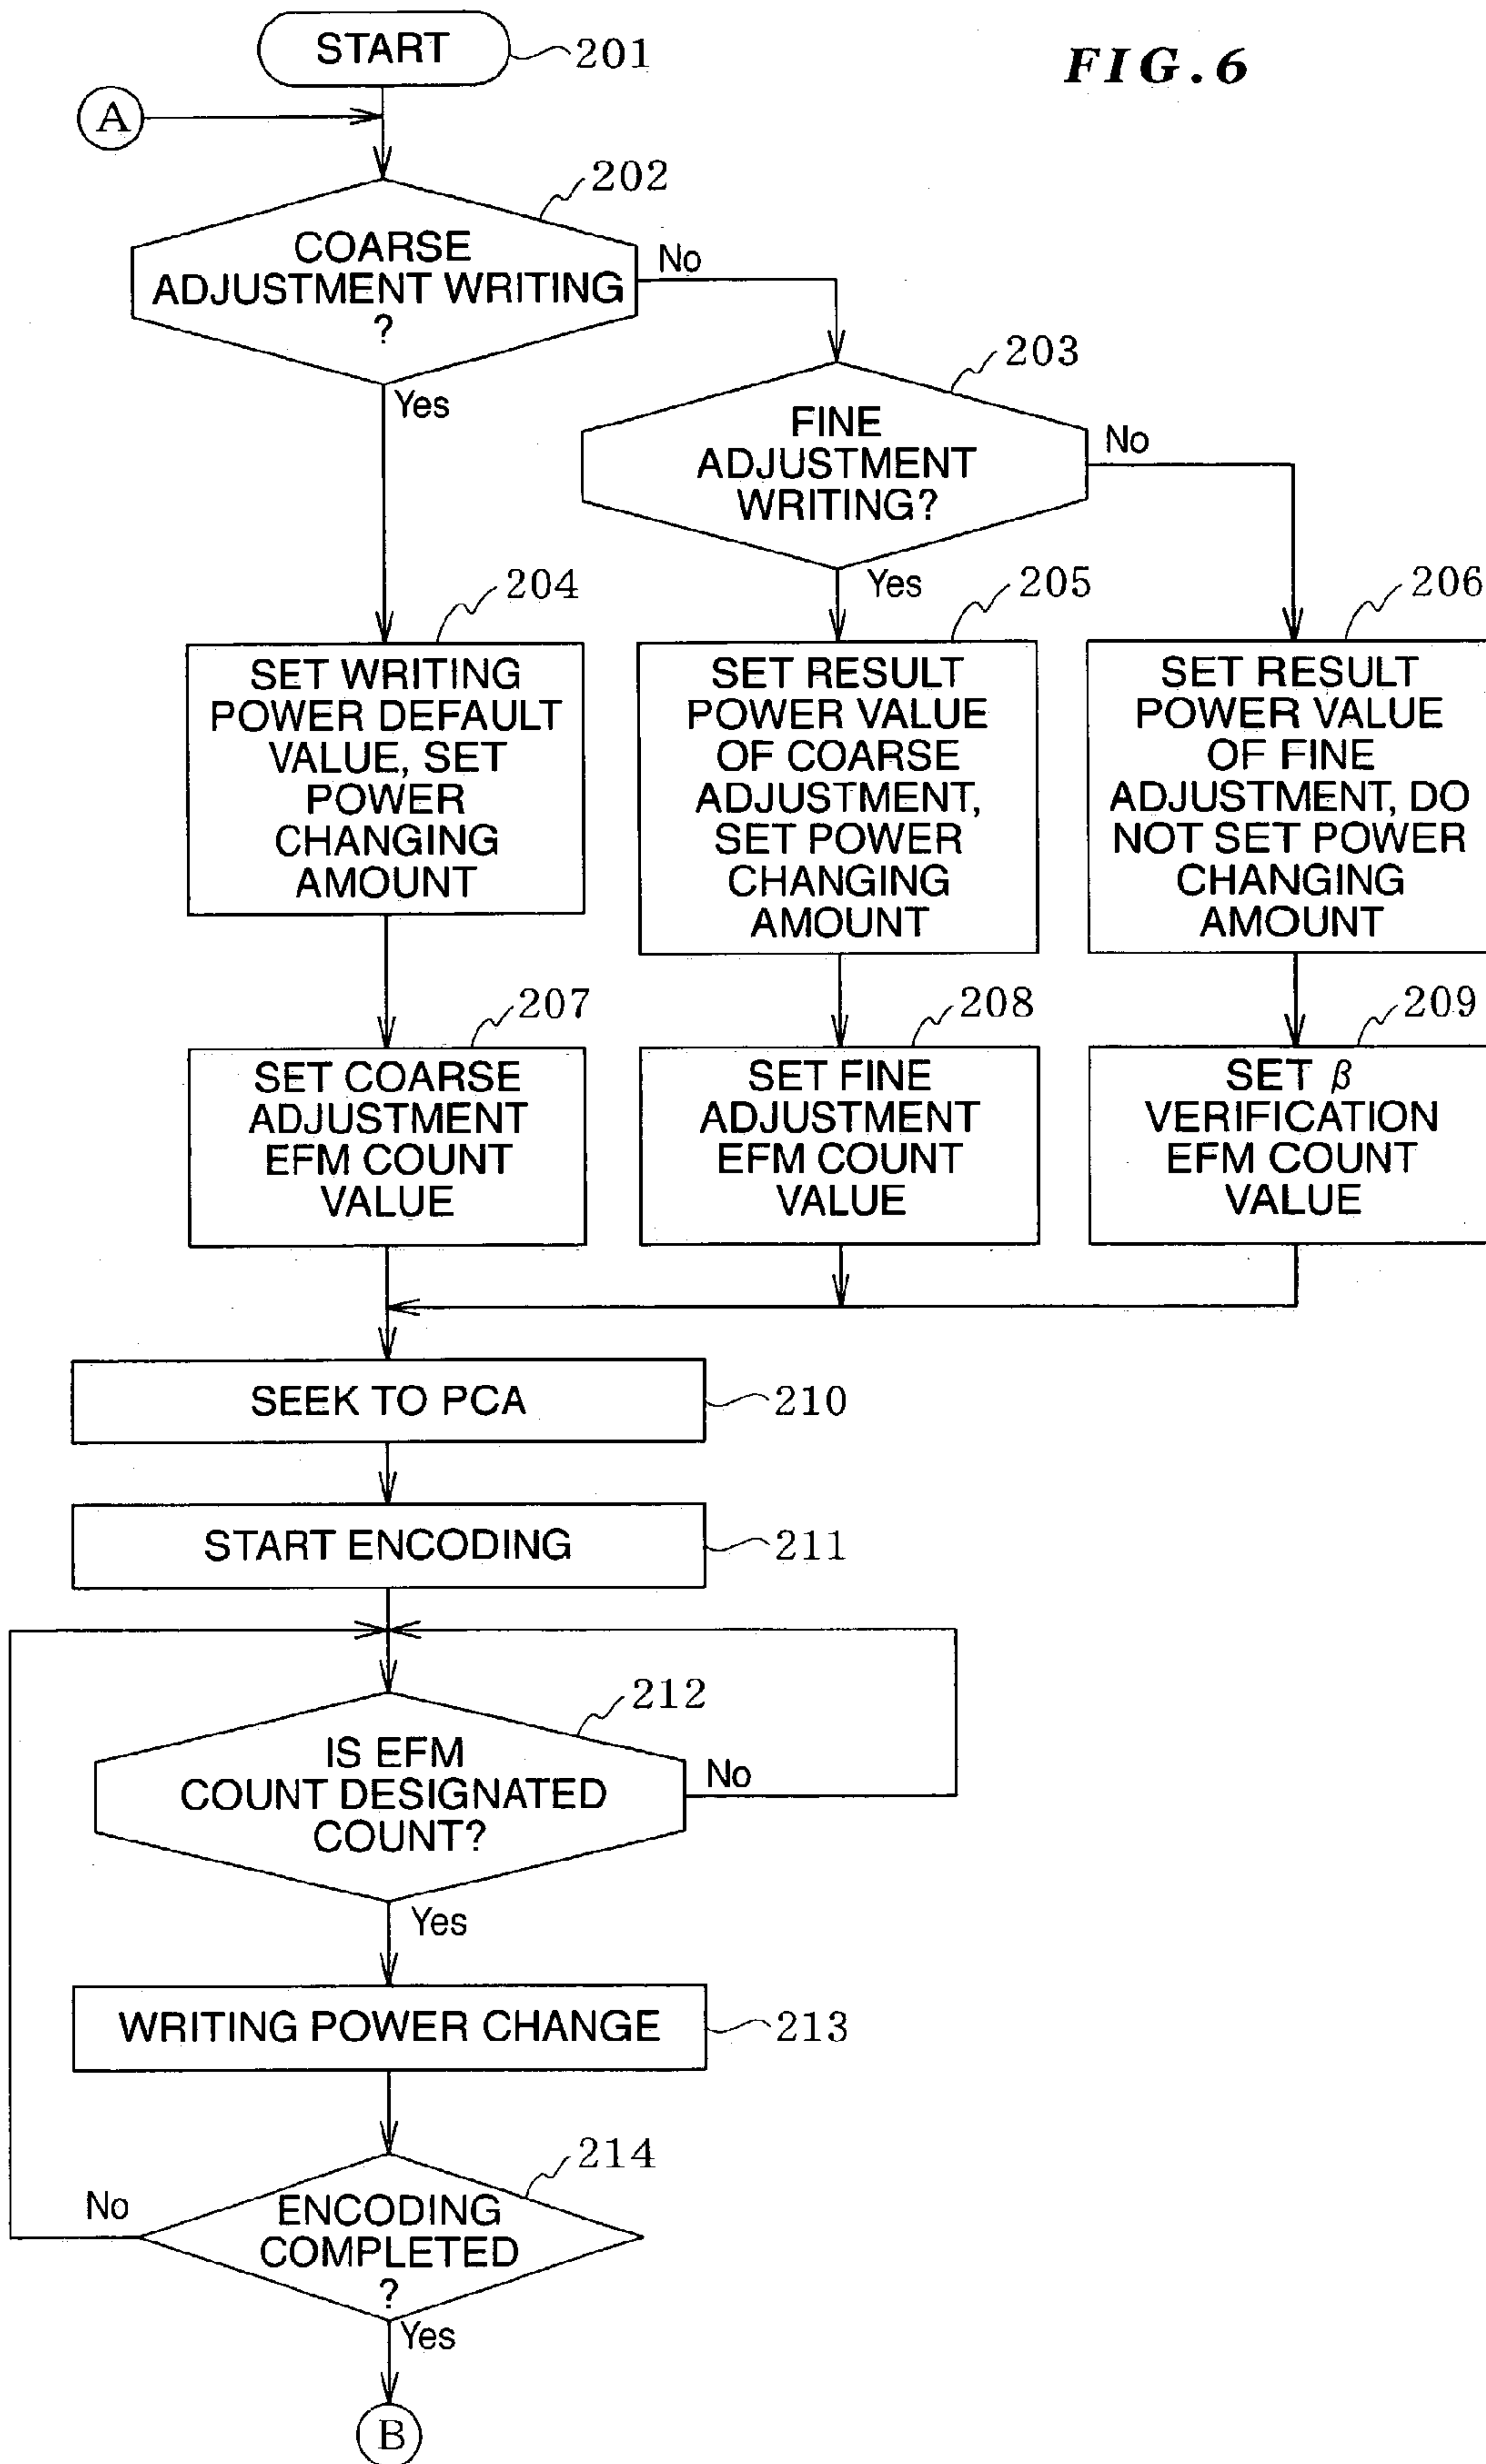 FIG.6
START
201
A
202
COARSE
ADJUSTMENT WRITING
?
No
Yes
203
FINE
ADJUSTMENT
WRITING?
No
Yes
204
SET WRITING
POWER DEFAULT
VALUE, SET
POWER
CHANGING
AMOUNT
205
SET RESULT
POWER VALUE
OF COARSE
ADJUSTMENT,
SET POWER
CHANGING
AMOUNT
206
SET RESULT
POWER VALUE
OF FINE
ADJUSTMENT, DO
NOT SET POWER
CHANGING
AMOUNT
207
SET COARSE
ADJUSTMENT
EFM COUNT
VALUE
208
SET FINE
ADJUSTMENT
EFM COUNT
VALUE
209
SET β
VERIFICATION
EFM COUNT
VALUE
SEEK TO PCA
210
START ENCODING
211
212
IS EFM
COUNT DESIGNATED
COUNT?
No
Yes
WRITING POWER CHANGE
213
214
No
ENCODING
COMPLETED
?
Yes
B